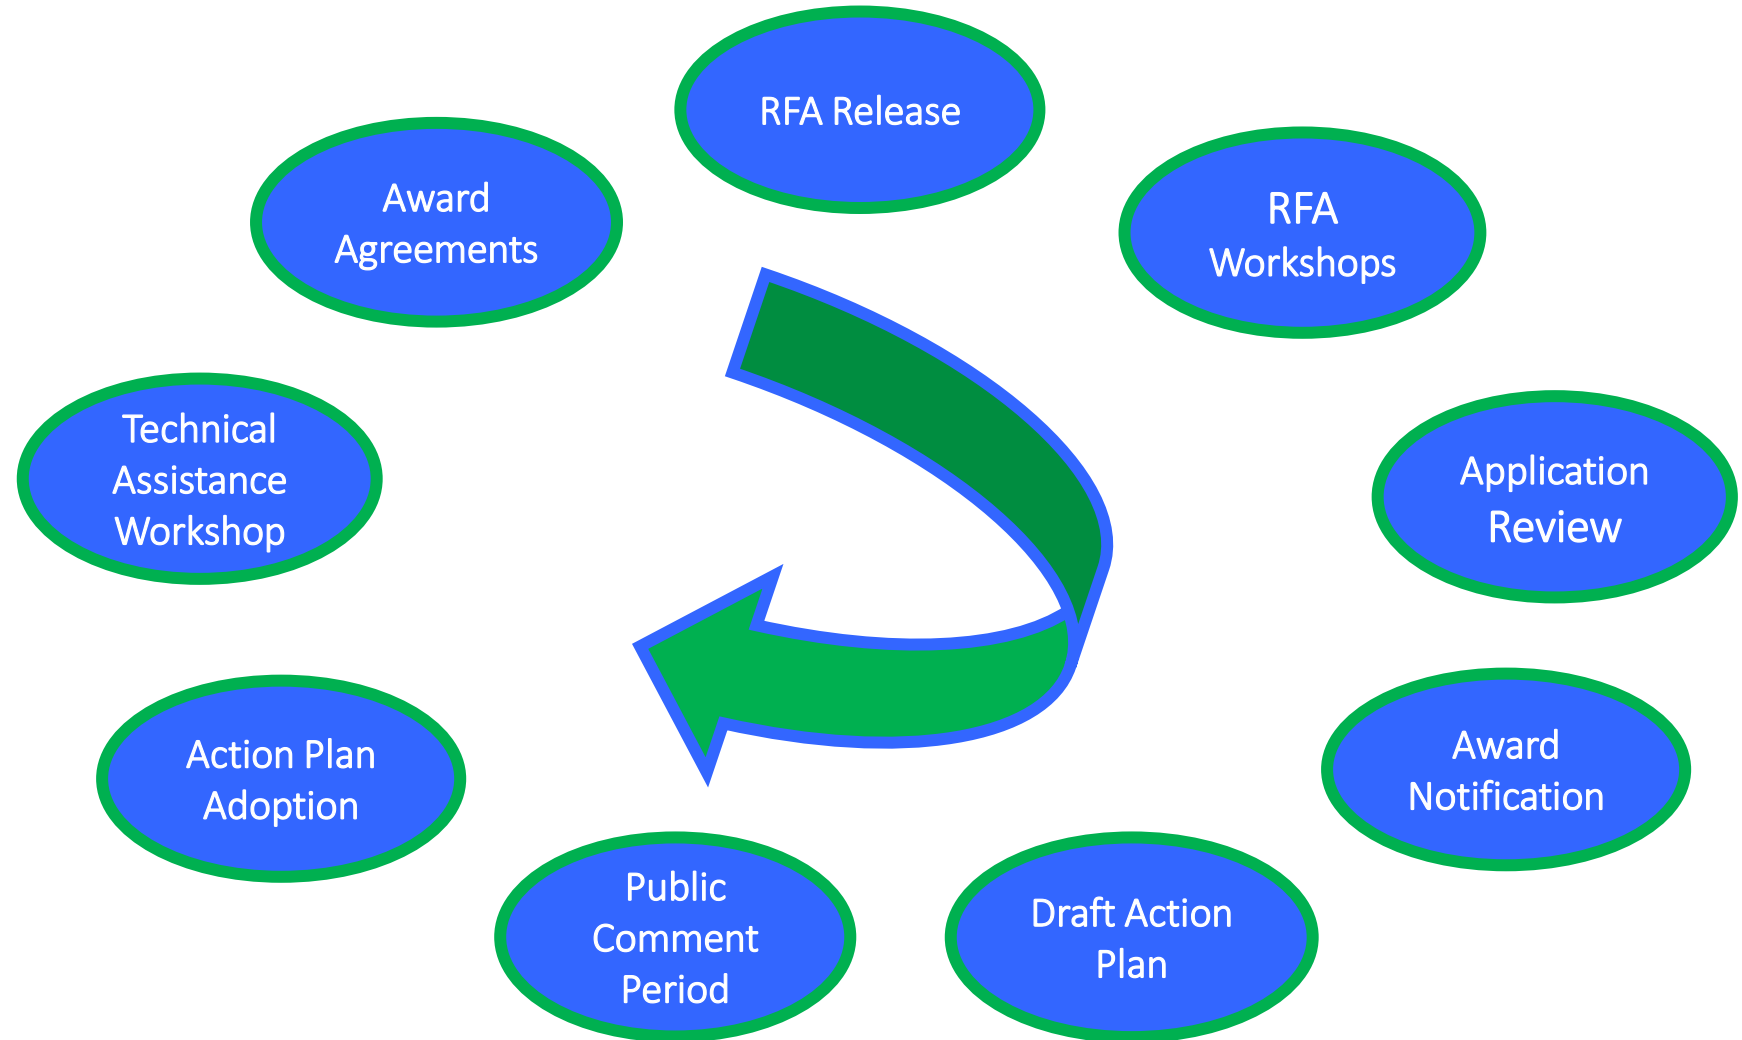 RFA Release
RFA
Workshops
Application
Review
Award
Notification
Draft Action
Plan
Public
Comment
Period
Action Plan
Adoption
Technical
Assistance
Workshop
Award
Agreements